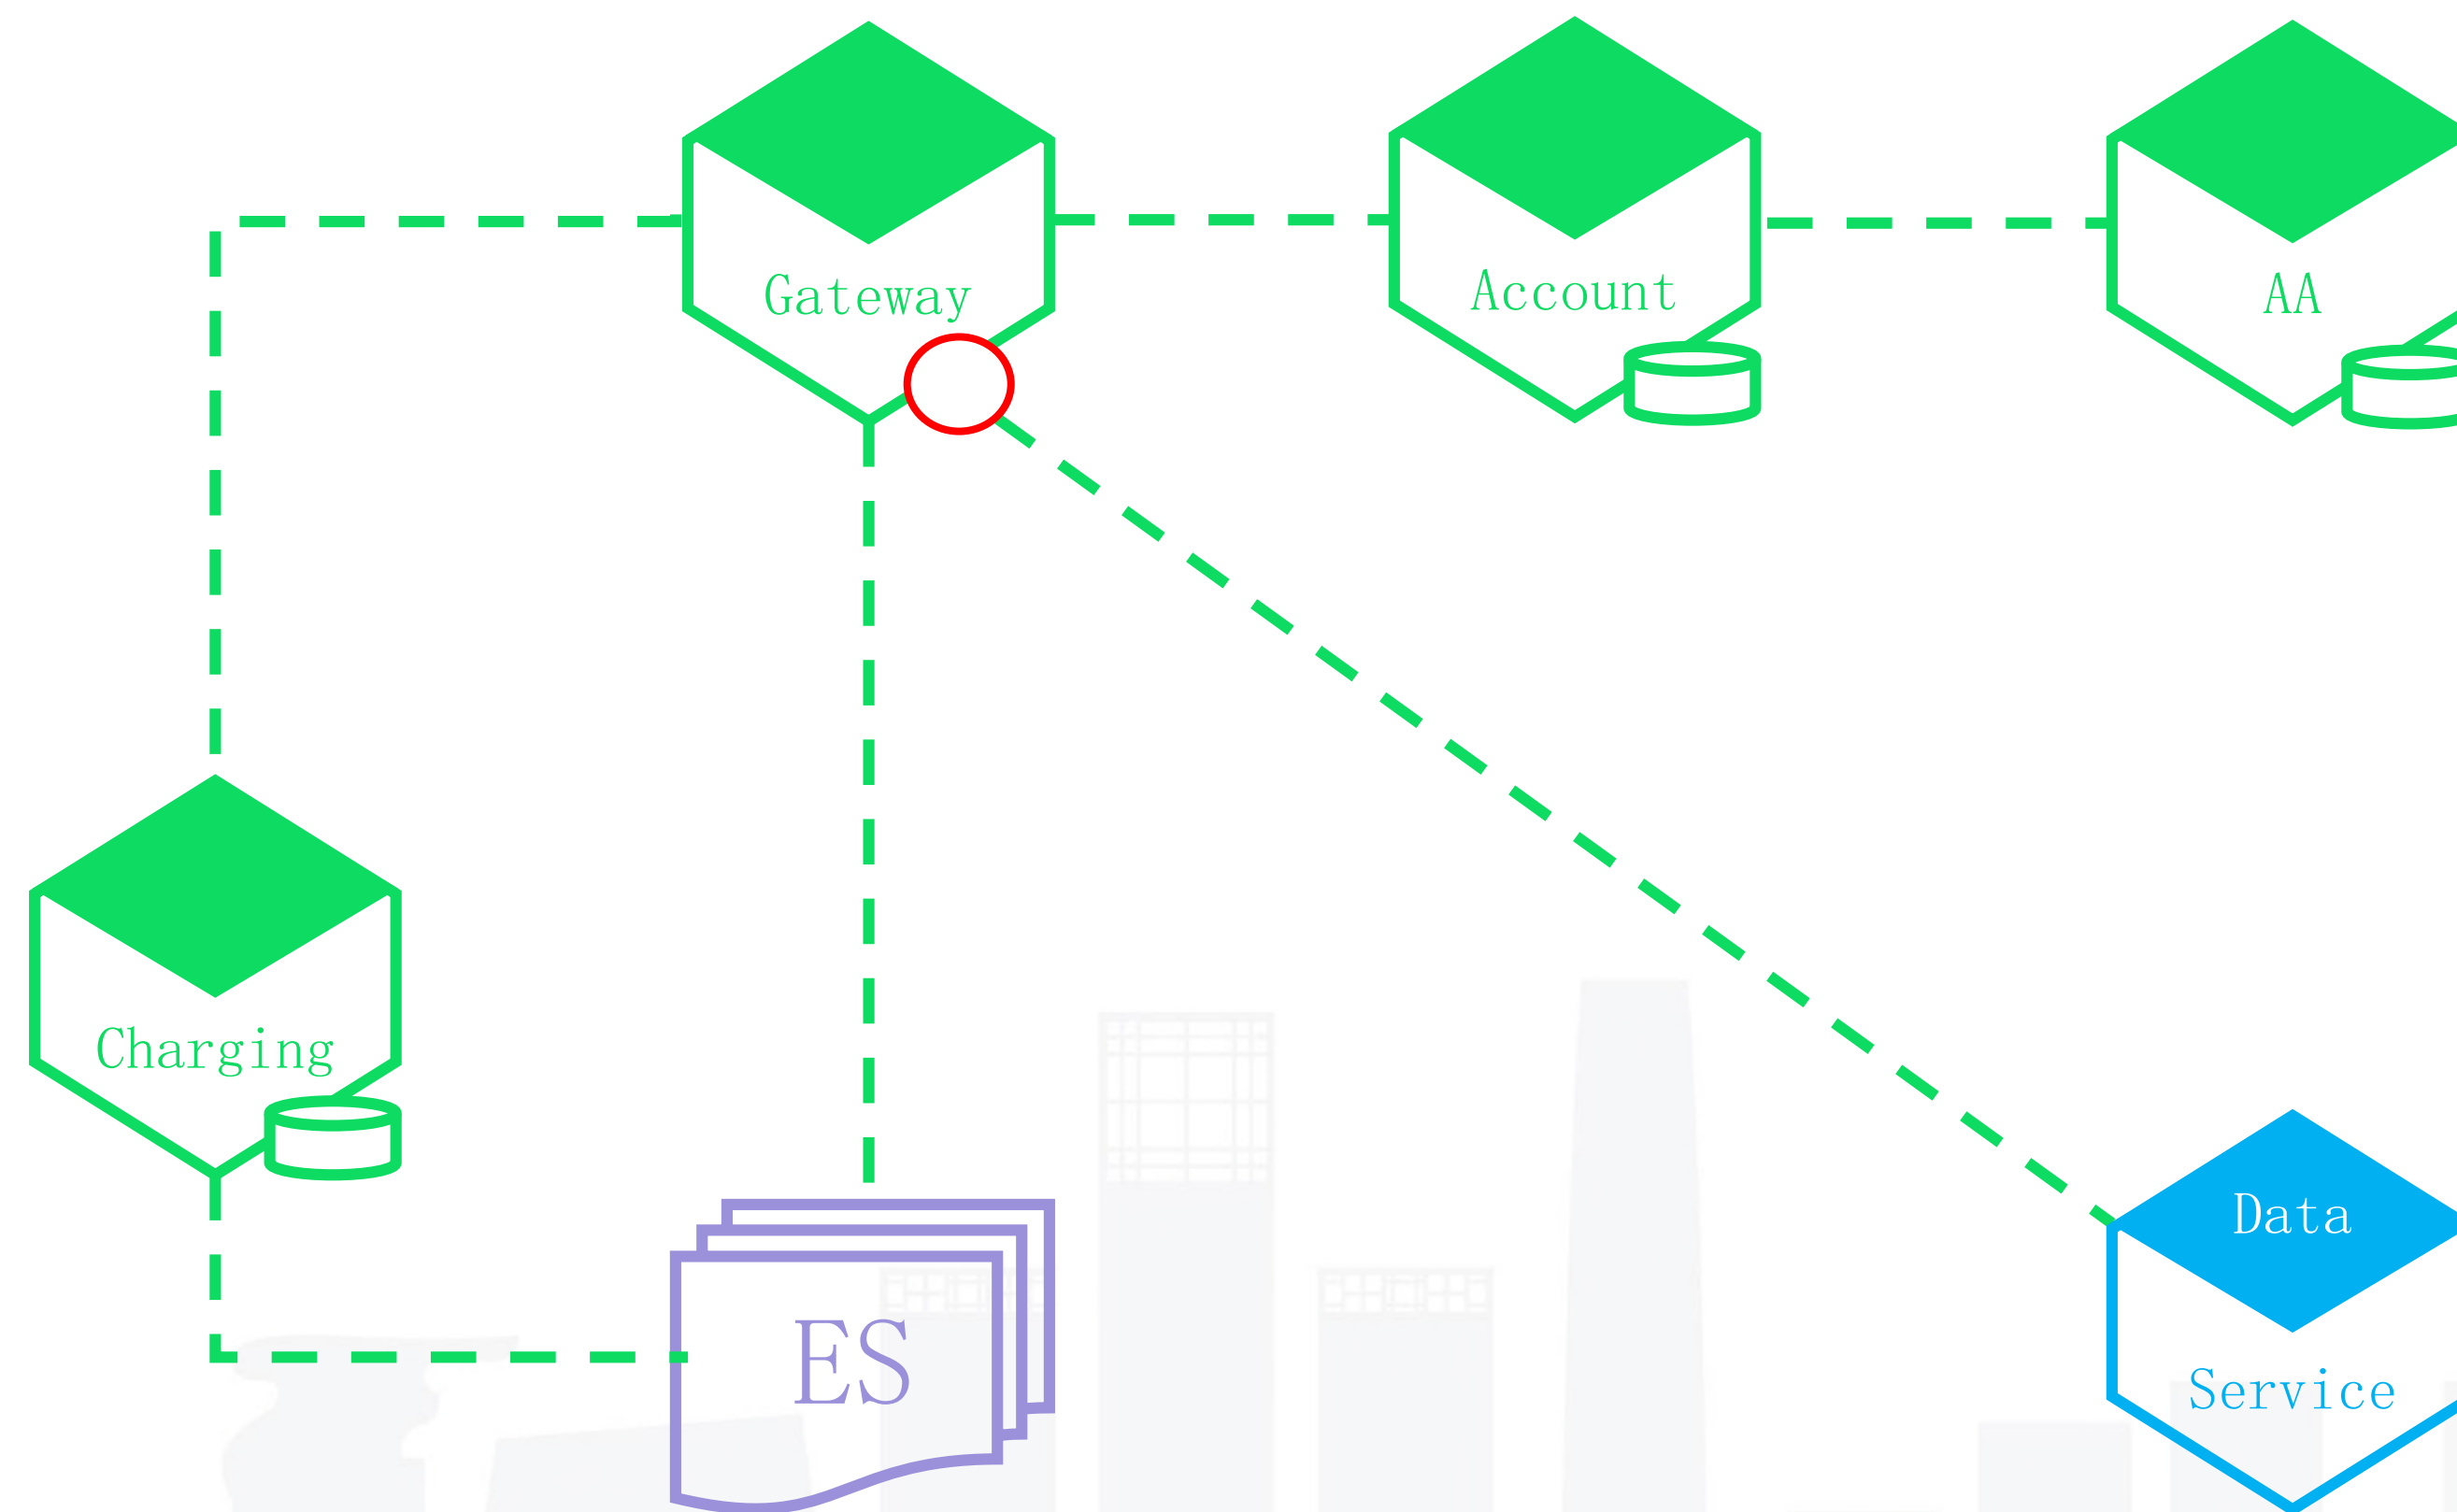 Gateway
Account
AA
Charging
Data
Service
ES